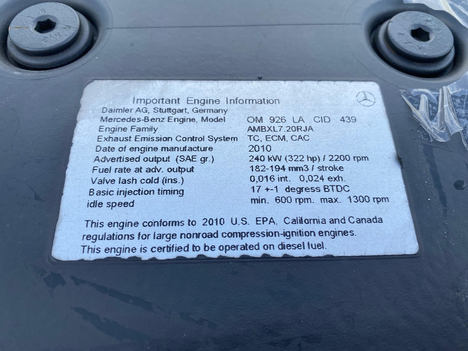 Important Engine Information
Daimler AG, Stuttgart, Germany
Mercedes-Benz Engine, Model OM 926 LA CID 439
Engine Family AMBXL7.20RJA
Exhaust Emission Control System TC, ECM, CAC
Date of engine manufacture 2010
Advertised output (SAE gr.) 240 kW (322 hp) / 2200 rpm
Fuel rate at adv. output 182-194 mm3 / stroke
Valve lash cold (ins.) 0,016 int. 0,024 exh.
Basic injection timing 17 +-1 degress BTDC
idle speed min. 600 rpm. max. 1300 rpm
This engine conforms to 2010 U.S. EPA, California and Canada
regulations for large nonroad compression-ignition engines.
This engine is certified to be operated on diesel fuel.